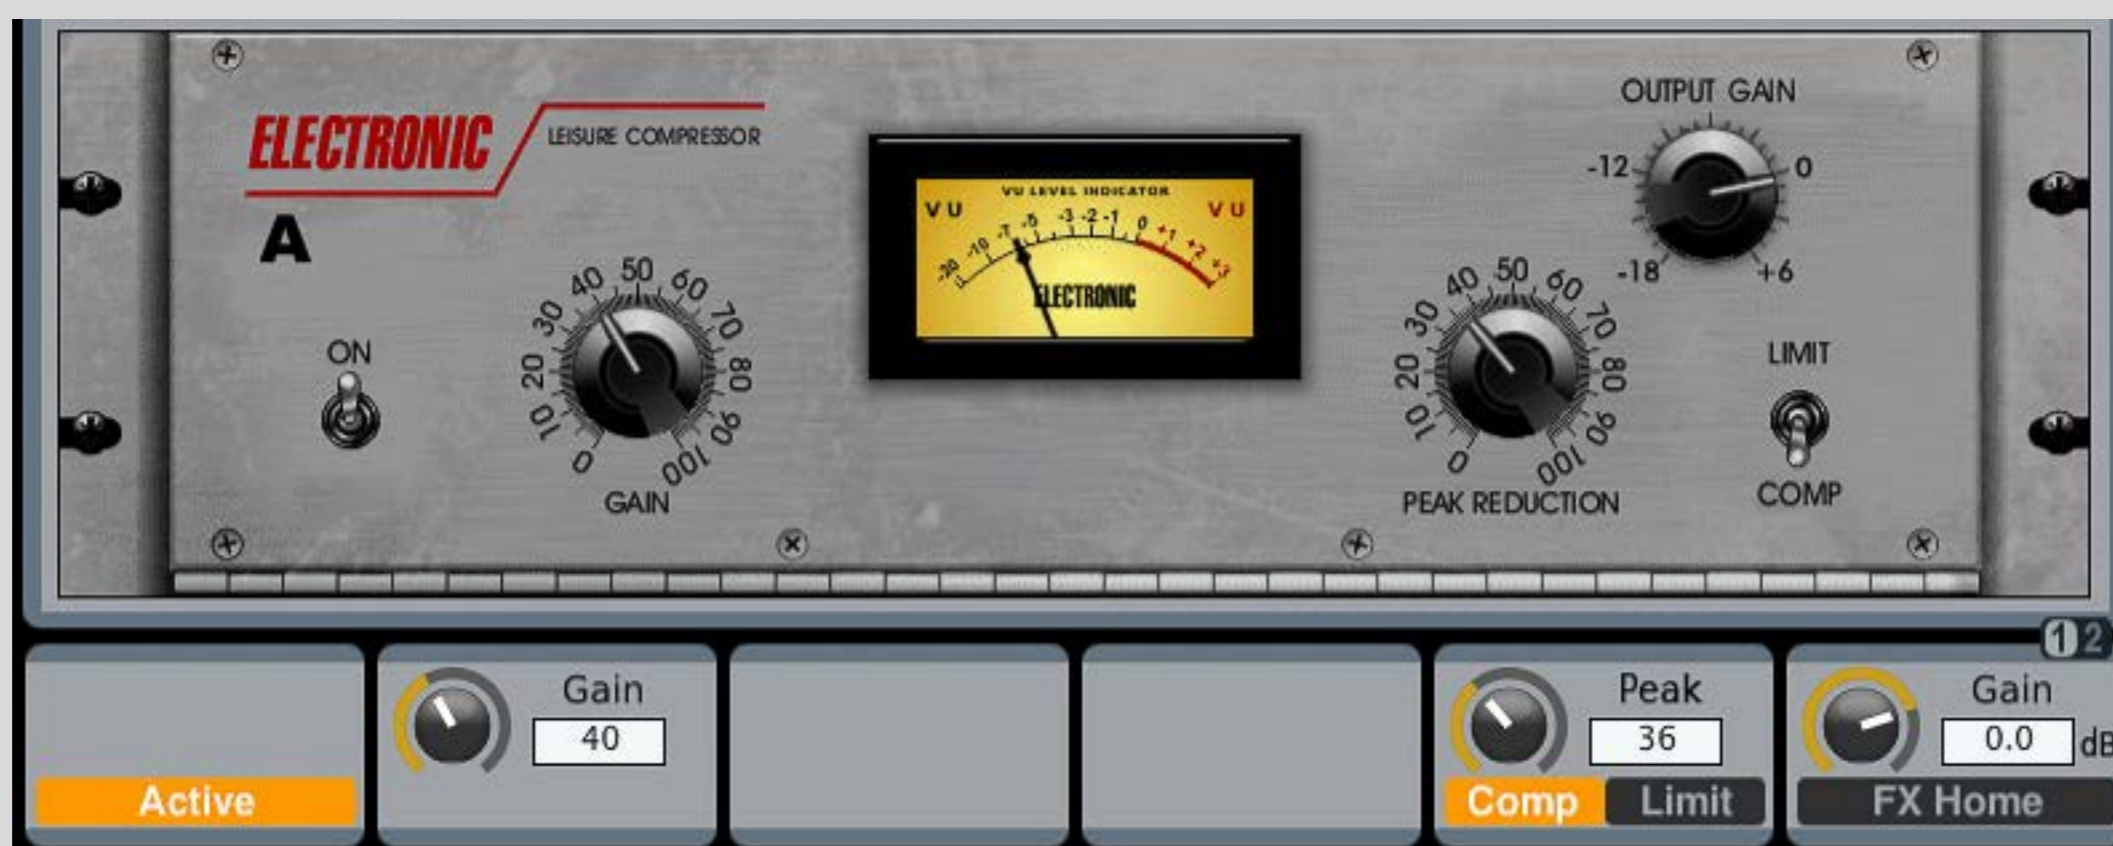 OUTPUT GAIN
ELECTRONIC
LEISURE COMPRESSOR
-12 0
-18 +6
A
VU LEVEL INDICATOR
VU VU
-20 -10 -7 -5 -3 -2 -1 0 +1 +2 +3
ELECTRONIC
ON
0 10 20 30 40 50 60 70 80 90 100
GAIN
0 10 20 30 40 50 60 70 80 90 100
PEAK REDUCTION
LIMIT
COMP
1 2
Active
Gain
40
Peak
36
Comp Limit
Gain
0.0 dB
FX Home